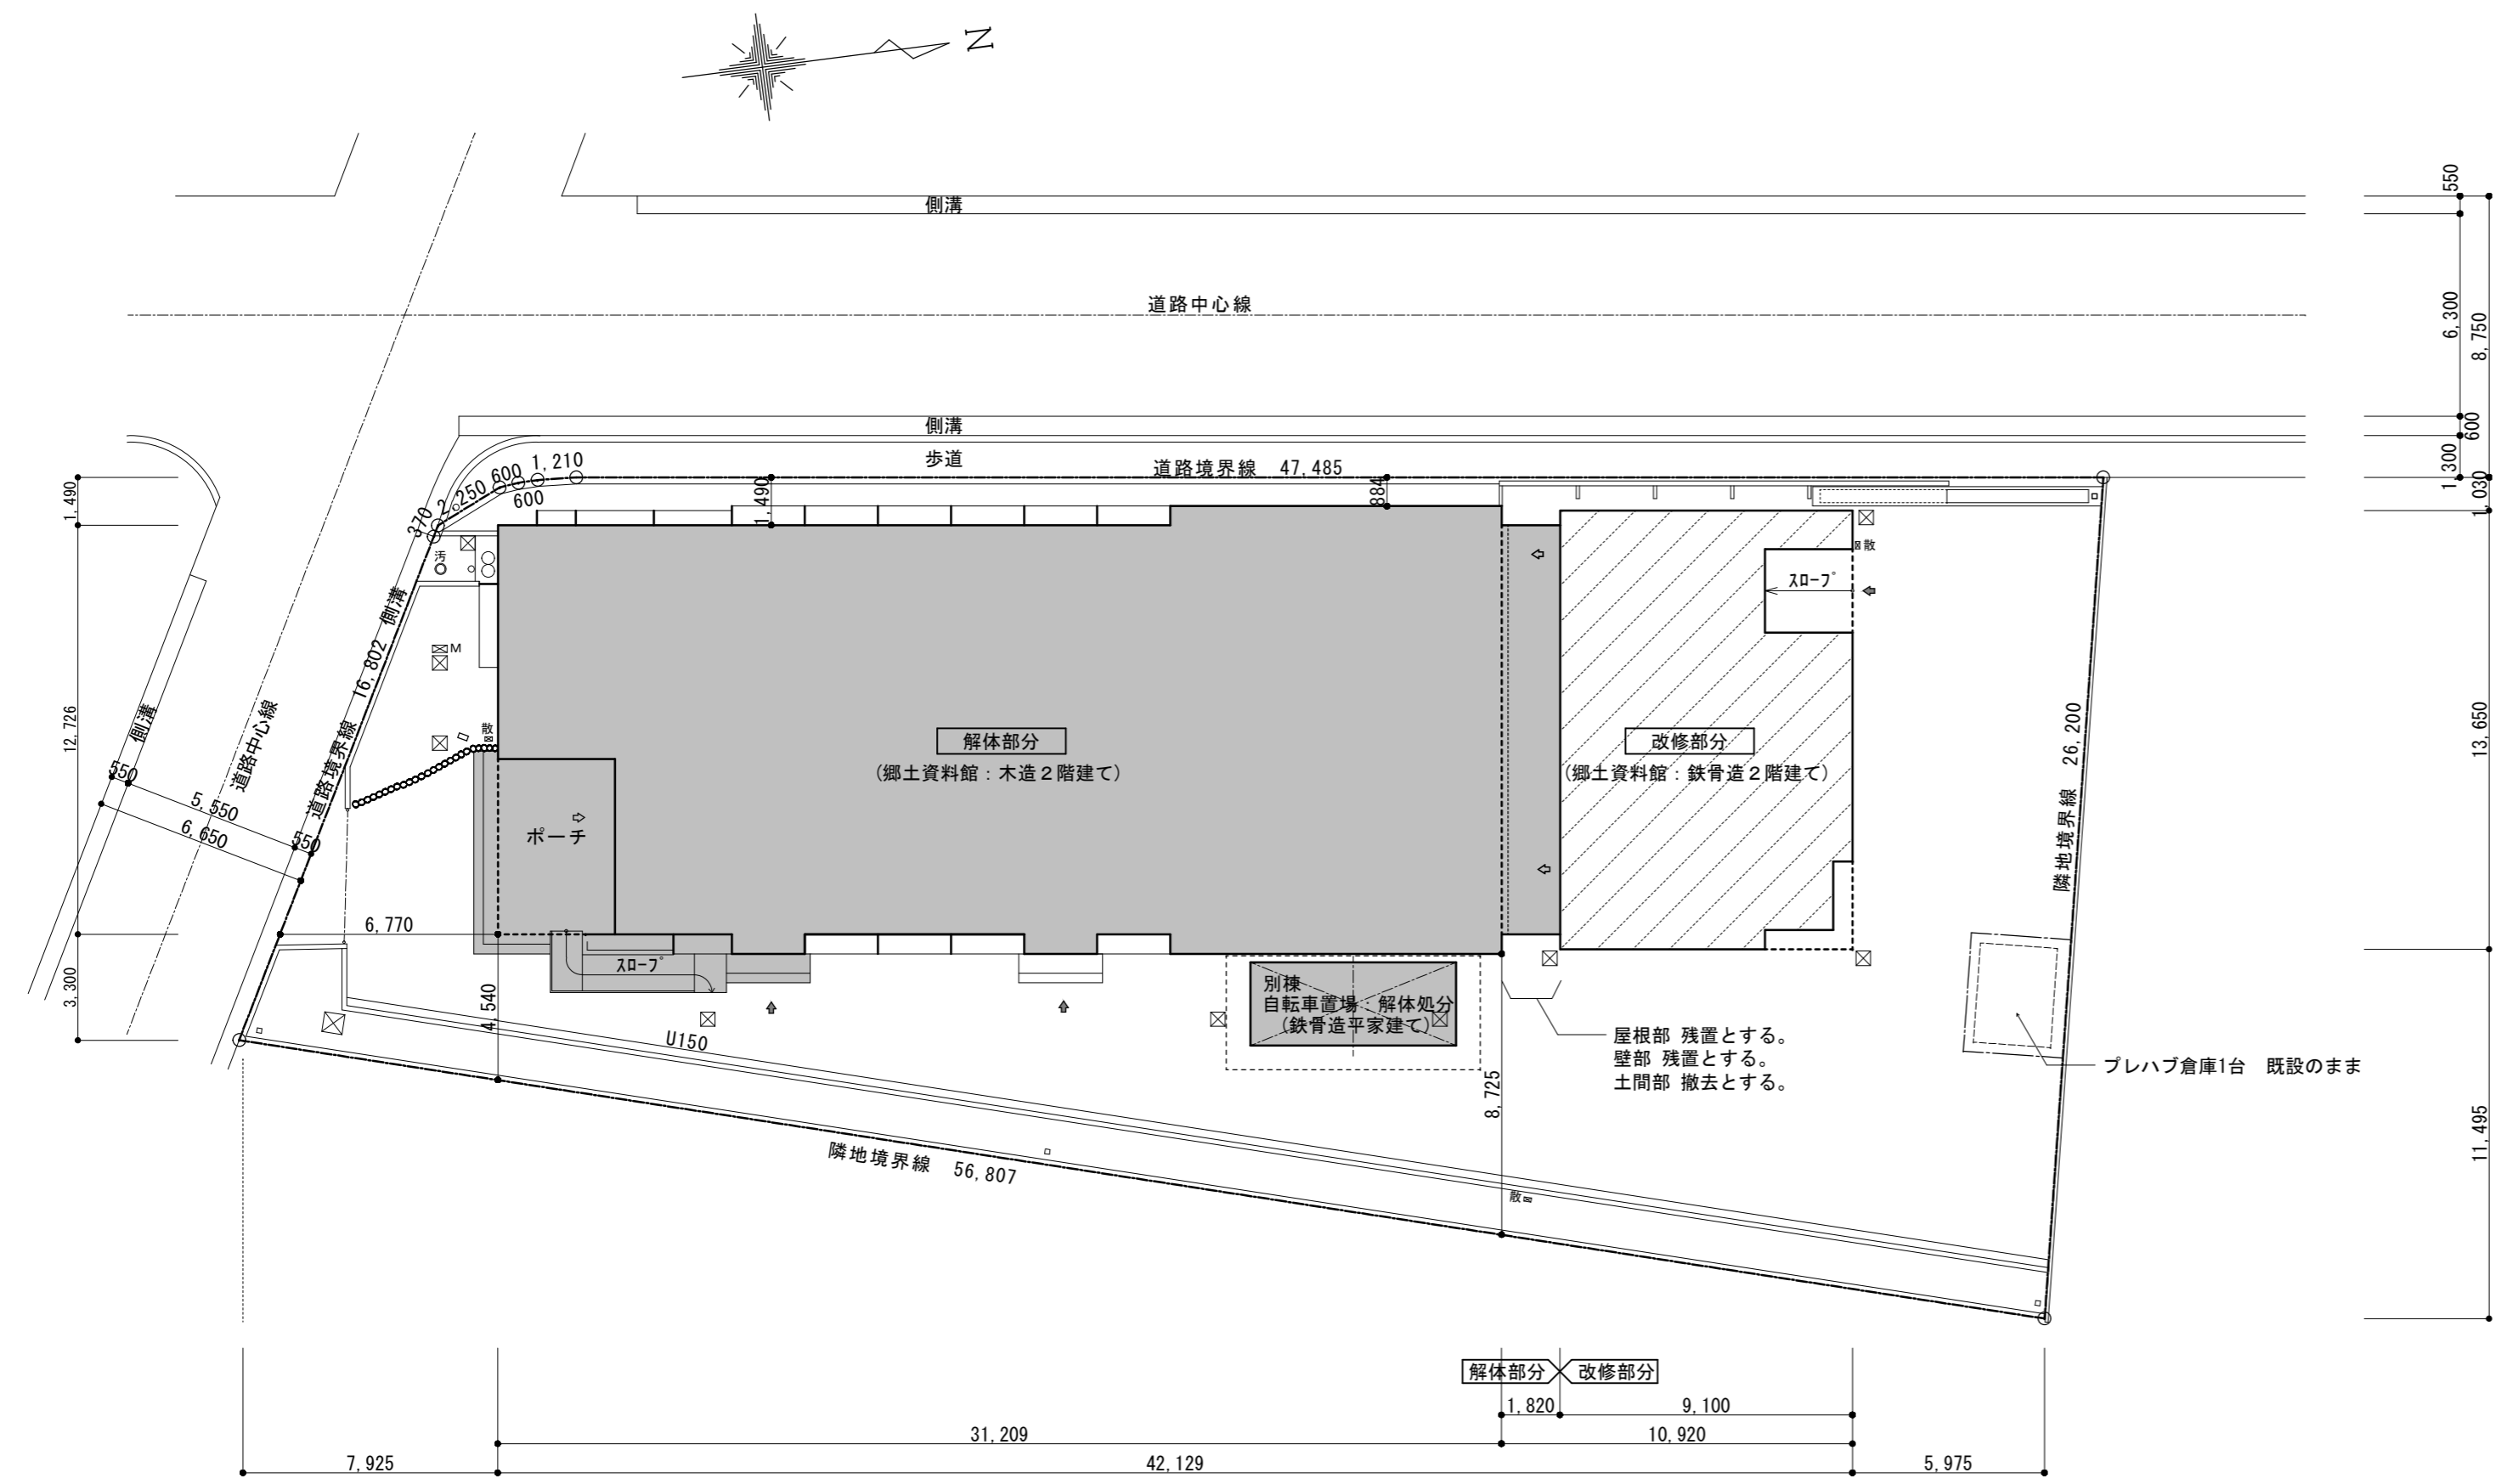 N
側溝
550
道路中心線
6,300
8,750
側溝
600
歩道
1,300
道路境界線　47,485
1,030
1,210
600
600
2,250
370
1,490
1,490
884
汚
散
スロープ
側溝
M
16,802
道路境界線
12,726
側溝
道路中心線
散
解体部分
(郷土資料館：木造２階建て)
改修部分
(郷土資料館：鉄骨造２階建て)
13,650
隣地境界線　26,200
550
5,550
6,650
550
ポーチ
6,770
スロープ
3,300
4,540
別棟
自転車置場　解体処分
(鉄骨造平家建て)
U150
屋根部 残置とする。
壁部 残置とする。
土間部 撤去とする。
プレハブ倉庫1台　既設のまま
8,725
11,495
隣地境界線　56,807
散
解体部分
改修部分
1,820
9,100
31,209
10,920
7,925
42,129
5,975